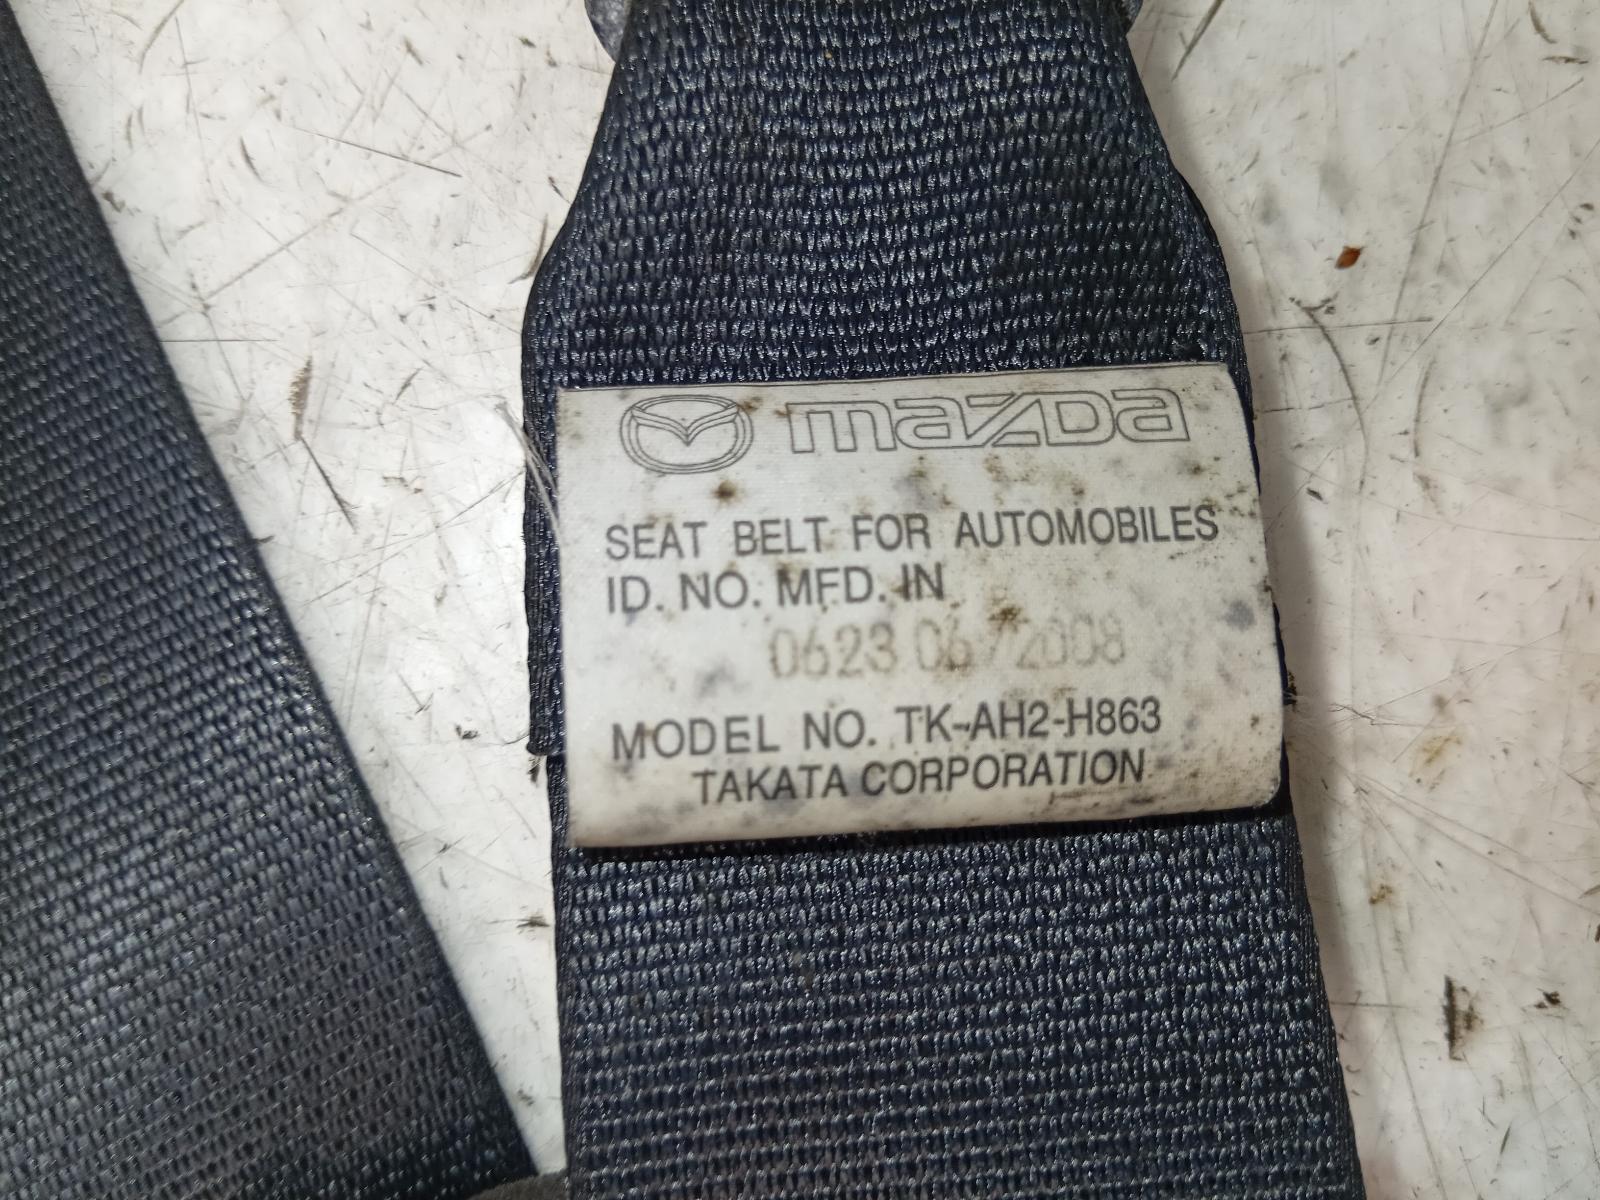 mazda
SEAT BELT FOR AUTOMOBILES
ID. NO. MFD. IN
0623 06/2008
MODEL NO. TK-AH2-H863
TAKATA CORPORATION